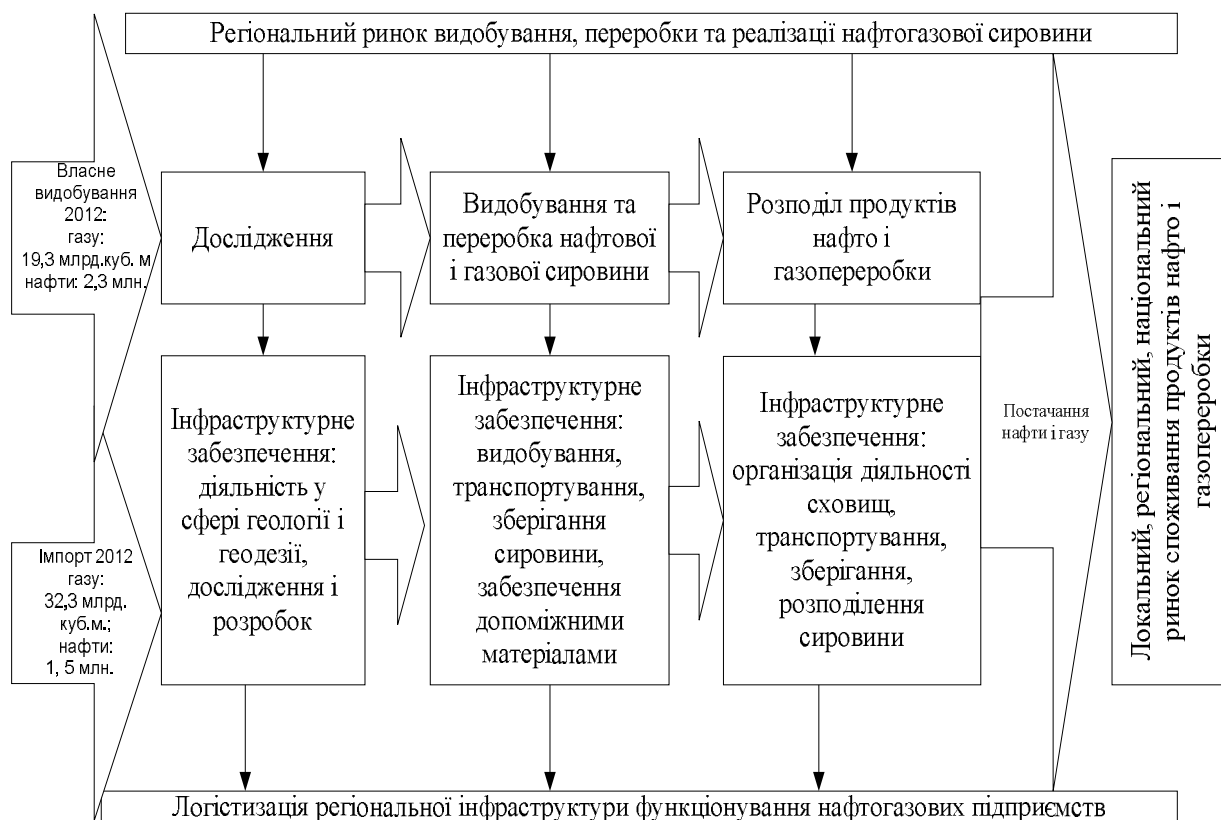 Регіональний ринок видобування, переробки та реалізації нафтогазової сировини
Власне
видобування
2012:
газу:
19,3 млрд.куб. м
нафти: 2,3 млн.
Дослідження
Видобування та
переробка нафтової
і газової сировини
Розподіл продуктів
нафто і
газопереробки
Імпорт 2012
газу:
32,3 млрд.
куб.м.;
нафти:
1, 5 млн.
Інфраструктурне
забезпечення:
діяльність у
сфері геології і
геодезії,
дослідження і
розробок
Інфраструктурне
забезпечення:
видобування,
транспортування,
зберігання
сировини,
забезпечення
допоміжними
матеріалами
Інфраструктурне
забезпечення:
організація діяльності
сховищ,
транспортування,
зберігання,
розподілення
сировини
Постачання
нафти і газу
Локальний, регіональний, національний
ринок споживання продуктів нафто і
газопереробки
Логістизація регіональної інфраструктури функціонування нафтогазових підприємств